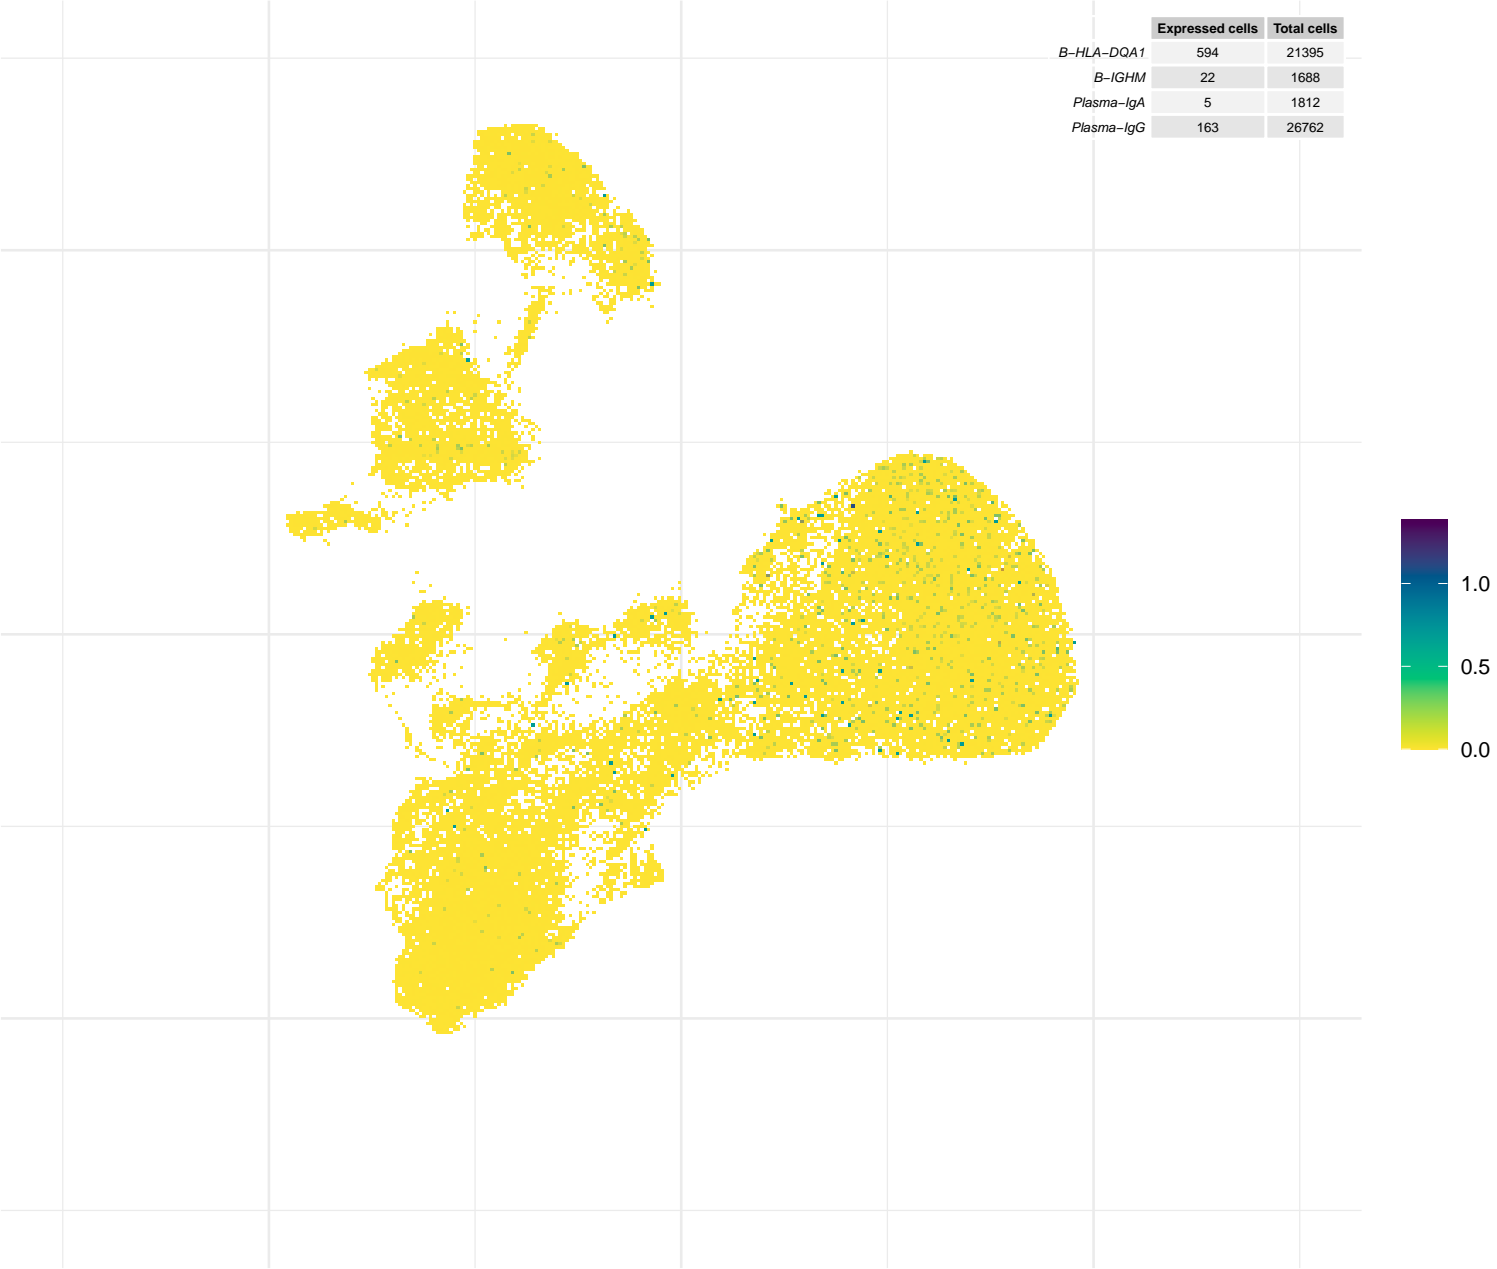 Expressed cells Total cells
B−HLA−DQA1 594 21395
B−IGHM 22 1688
Plasma−IgA 5 1812
Plasma−IgG 163 26762
1.0
0.5
0.0